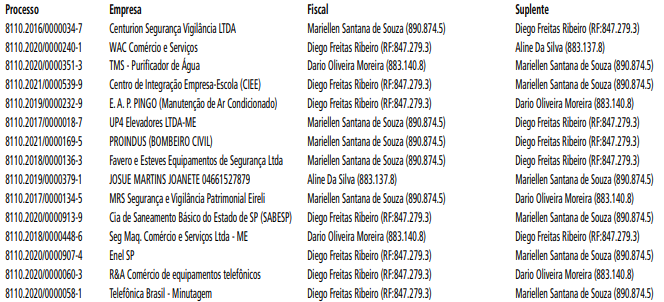 Processo Empresa Fiscal Suplente
8110.2016/0000034-7 Centurion Segurança Vigilância LTDA Mariellen Santana de Souza (890.874.5) Diego Freitas Ribeiro (RF:847.279.3)
8110.2020/0000240-1 WAC Comércio e Serviços Diego Freitas Ribeiro (RF:847.279.3) Aline Da Silva (883.137.8)
8110.2020/0000351-3 TMS - Purificador de Água Dario Oliveira Moreira (883.140.8) Mariellen Santana de Souza (890.874.5)
8110.2021/0000539-9 Centro de Integração Empresa-Escola (CIEE) Diego Freitas Ribeiro (RF:847.279.3) Mariellen Santana de Souza (890.874.5)
8110.2019/0000232-9 E. A. P. PINGO (Manutenção de Ar Condicionado) Diego Freitas Ribeiro (RF:847.279.3) Dario Oliveira Moreira (883.140.8)
8110.2017/0000018-7 UP4 Elevadores LTDA-ME Mariellen Santana de Souza (890.874.5) Diego Freitas Ribeiro (RF:847.279.3)
8110.2021/0000169-5 PROINDUS (BOMBEIRO CIVIL) Mariellen Santana de Souza (890.874.5) Diego Freitas Ribeiro (RF:847.279.3)
8110.2018/0000136-3 Favero e Esteves Equipamentos de Segurança Ltda Mariellen Santana de Souza (890.874.5) Diego Freitas Ribeiro (RF:847.279.3)
8110.2019/0000379-1 JOSUE MARTINS JOANETE 04661527879 Aline Da Silva (883.137.8) Mariellen Santana de Souza (890.874.5)
8110.2017/0000134-5 MRS Segurança e Vigilância Patrimonial Eireli Mariellen Santana de Souza (890.874.5) Dario Oliveira Moreira (883.140.8)
8110.2020/0000913-9 Cia de Saneamento Básico do Estado de SP (SABESP) Diego Freitas Ribeiro (RF:847.279.3) Mariellen Santana de Souza (890.874.5)
8110.2018/0000448-6 Seg Maq. Comércio e Serviços Ltda - ME Dario Oliveira Moreira (883.140.8) Diego Freitas Ribeiro (RF:847.279.3)
8110.2020/0000907-4 Enel SP Diego Freitas Ribeiro (RF:847.279.3) Mariellen Santana de Souza (890.874.5)
8110.2020/0000060-3 R&A Comércio de equipamentos telefônicos Diego Freitas Ribeiro (RF:847.279.3) Dario Oliveira Moreira (883.140.8)
8110.2020/0000058-1 Telefônica Brasil - Minutagem Diego Freitas Ribeiro (RF:847.279.3) Mariellen Santana de Souza (890.874.5)